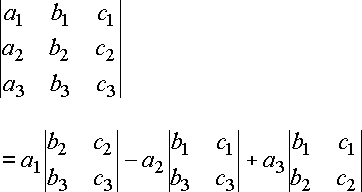 |a₁ b₁ c₁|
|a₂ b₂ c₂|
|a₃ b₃ c₃|
= a₁ |b₂ c₂; b₃ c₃| − a₂ |b₁ c₁; b₃ c₃| + a₃ |b₁ c₁; b₂ c₂|